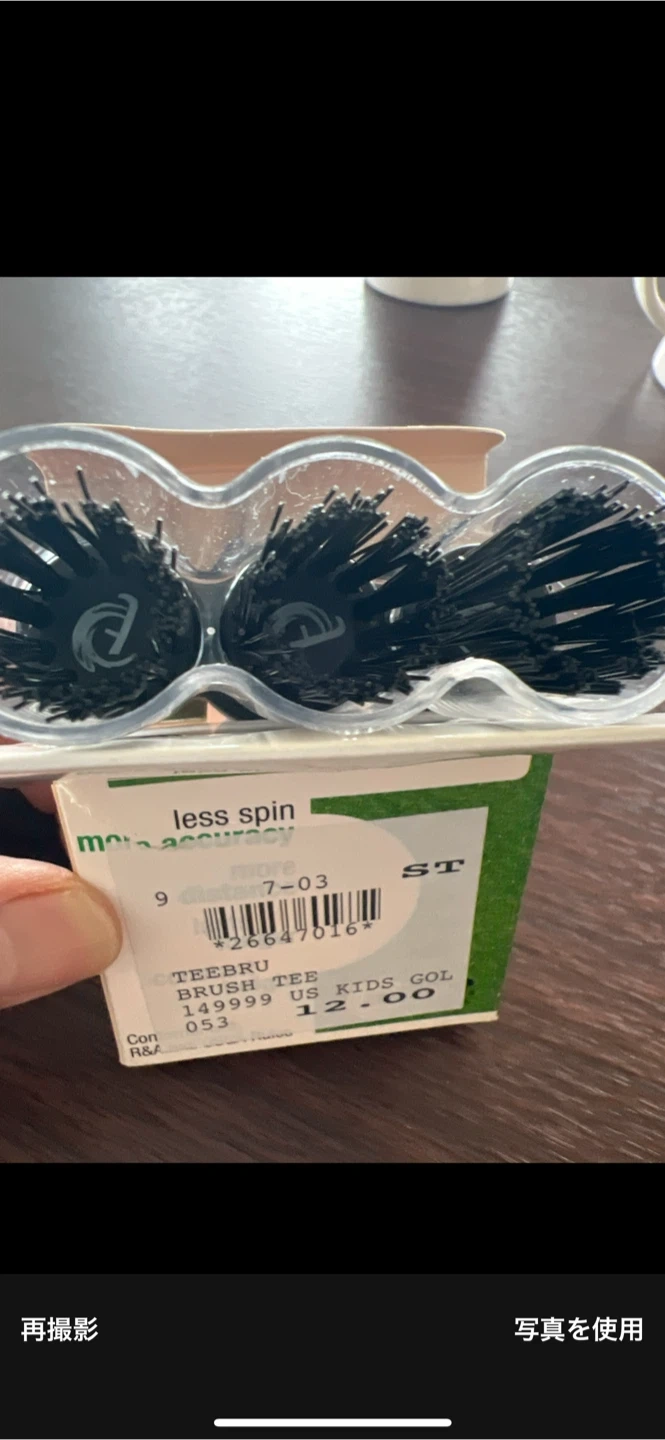 less spin
more accuracy
more
ST
9 7-03
*26647016*
TEEBRU
BRUSH TEE
149999 US KIDS GOL
12.00
053
Con
R&A
再撮影
写真を使用